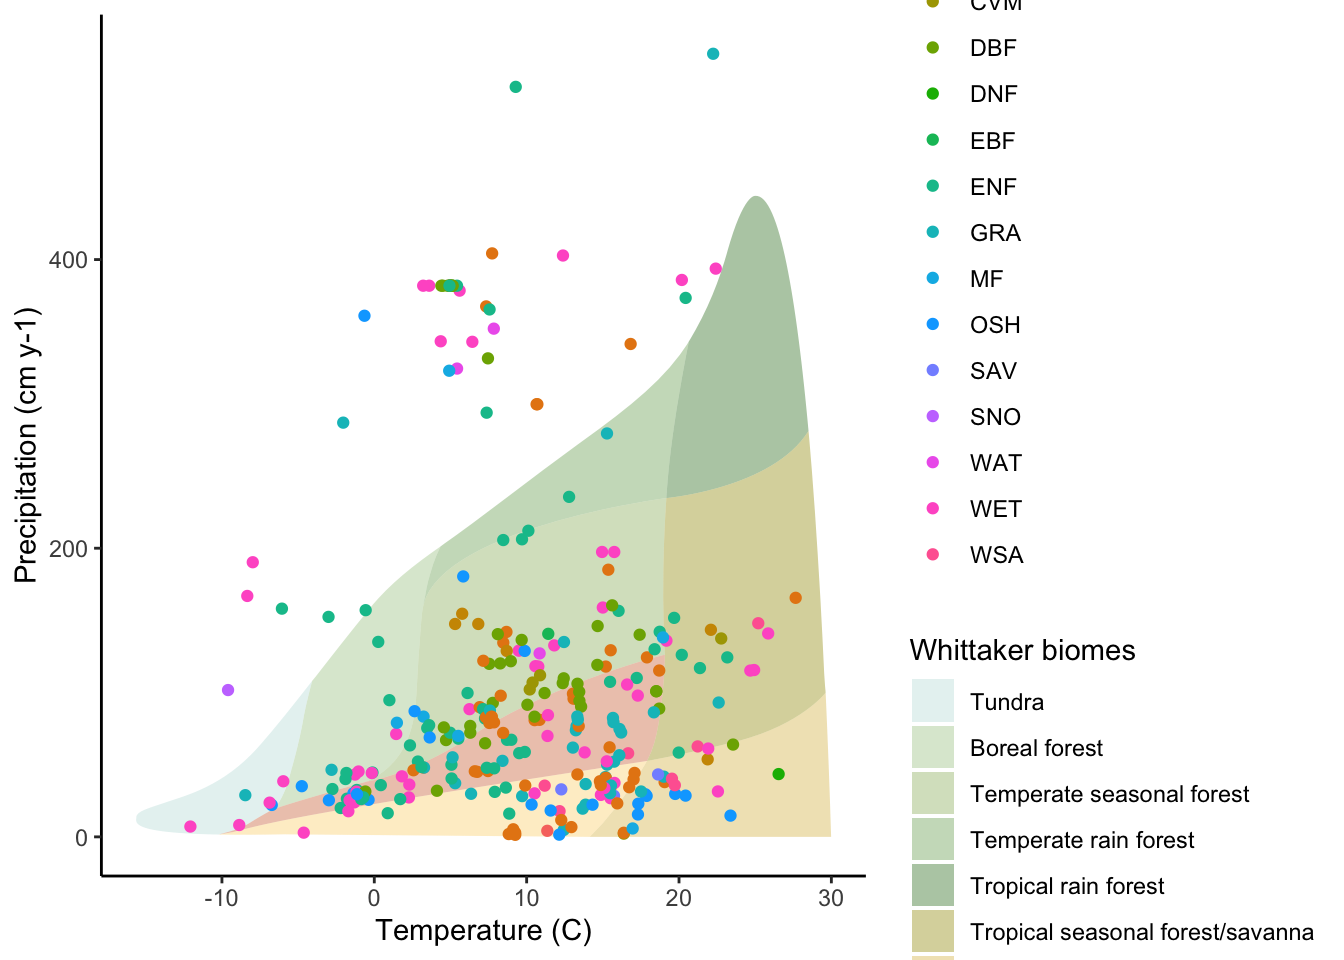 CVM
DBF
DNF
EBF
ENF
GRA
MF
OSH
SAV
SNO
WAT
WET
WSA
Whittaker biomes
Tundra
Boreal forest
Temperate seasonal forest
Temperate rain forest
Tropical rain forest
Tropical seasonal forest/savanna
Precipitation (cm y-1)
400
200
0
-10
0
10
20
30
Temperature (C)